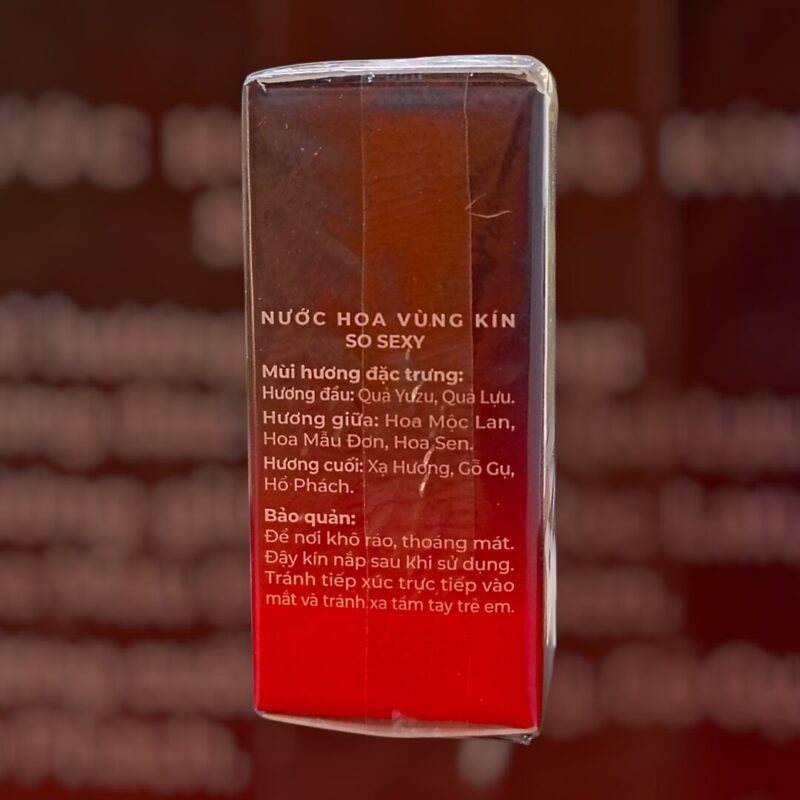 NƯỚC HOA VÙNG KÍN
SO SEXY
Mùi hương đặc trưng:
Hương đầu: Quả Yuzu, Quả Lựu.
Hương giữa: Hoa Mộc Lan,
Hoa Mẫu Đơn, Hoa Sen.
Hương cuối: Xạ Hương, Gỗ Gụ,
Hổ Phách.
Bảo quản:
Để nơi khô ráo, thoáng mát.
Đậy kín nắp sau khi sử dụng.
Tránh tiếp xúc trực tiếp vào
mắt và tránh xa tầm tay trẻ em.